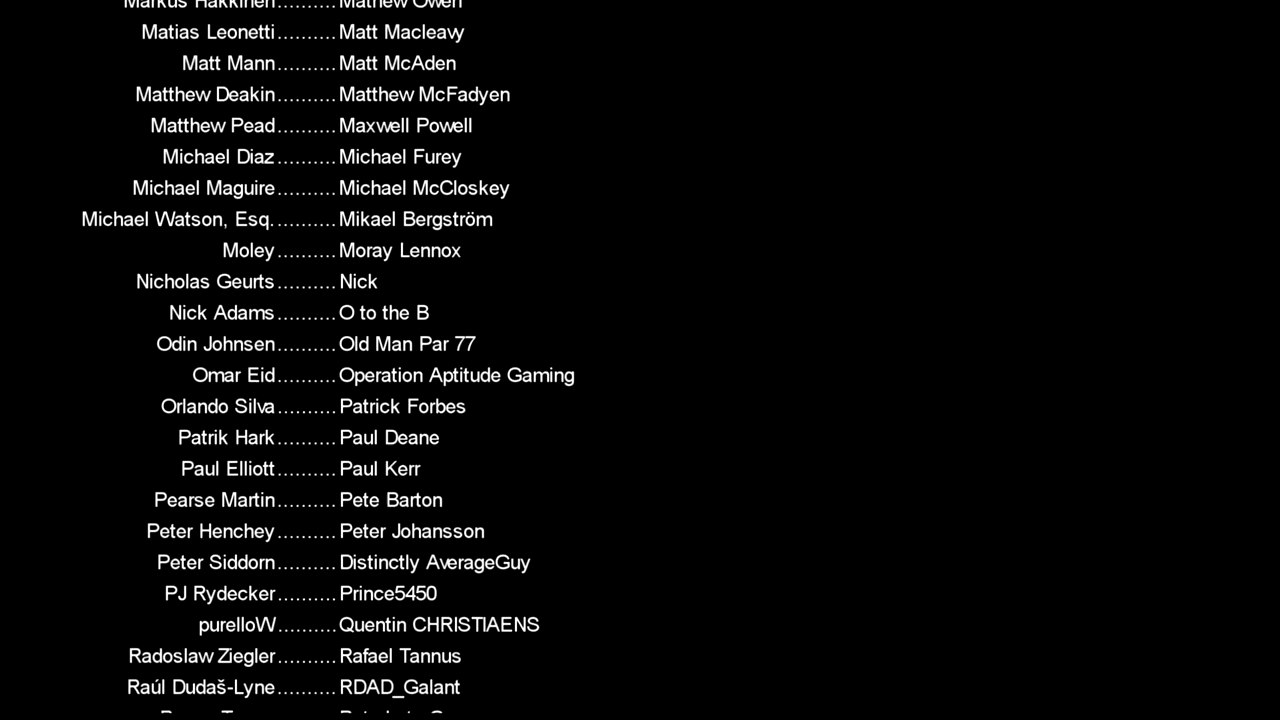 Markus Hakkinen..........Mathew Owen
Matias Leonetti..........Matt Macleavy
Matt Mann..........Matt McAden
Matthew Deakin..........Matthew McFadyen
Matthew Pead..........Maxwell Powell
Michael Diaz..........Michael Furey
Michael Maguire..........Michael McCloskey
Michael Watson, Esq...........Mikael Bergström
Moley..........Moray Lennox
Nicholas Geurts..........Nick
Nick Adams..........O to the B
Odin Johnsen..........Old Man Par 77
Omar Eid..........Operation Aptitude Gaming
Orlando Silva..........Patrick Forbes
Patrik Hark..........Paul Deane
Paul Elliott..........Paul Kerr
Pearse Martin..........Pete Barton
Peter Henchey..........Peter Johansson
Peter Siddorn..........Distinctly AverageGuy
PJ Rydecker..........Prince5450
purelloW..........Quentin CHRISTIAENS
Radoslaw Ziegler..........Rafael Tannus
Raúl Dudaš-Lyne..........RDAD_Galant